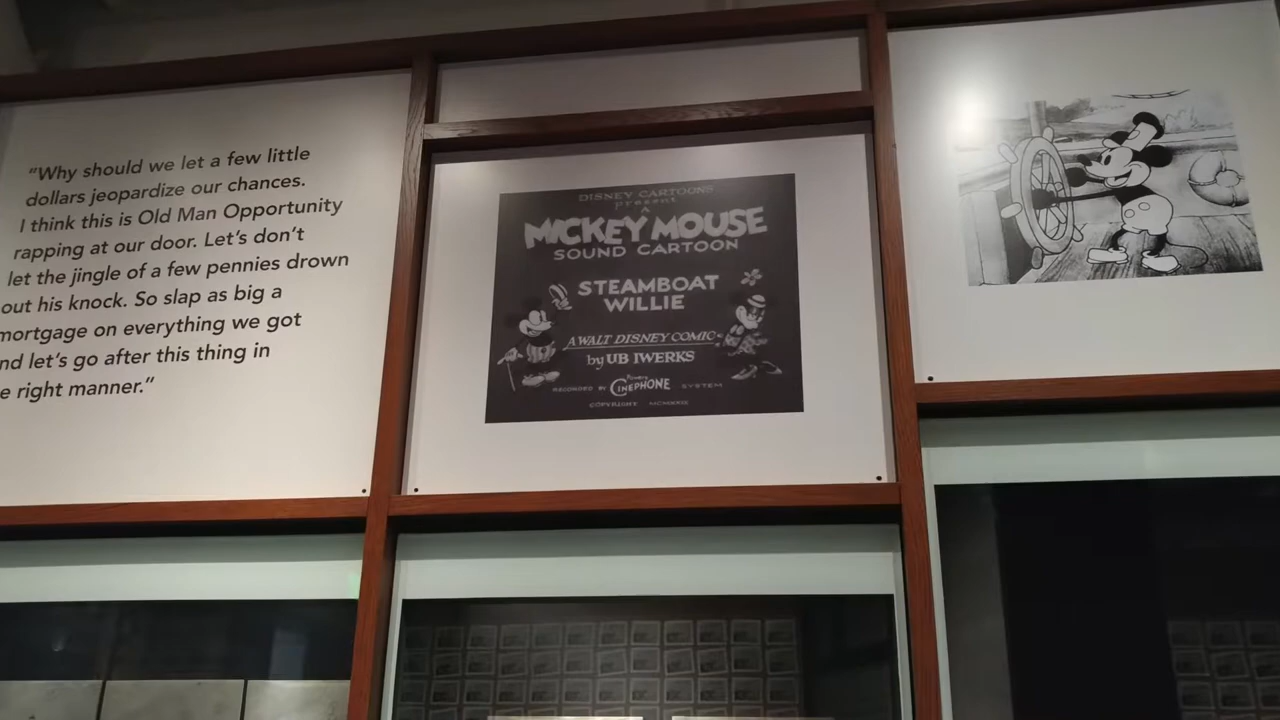 “Why should we let a few little
dollars jeopardize our chances.
I think this is Old Man Opportunity
rapping at our door. Let’s don’t
let the jingle of a few pennies drown
out his knock. So slap as big a
mortgage on everything we got
nd let’s go after this thing in
e right manner.”
DISNEY CARTOONS
present
A
MICKEY MOUSE
SOUND CARTOON
STEAMBOAT
WILLIE
A WALT DISNEY COMIC
by UB IWERKS
Powers
RECORDED BY CINEPHONE SYSTEM
COPYRIGHT MCMXXIX